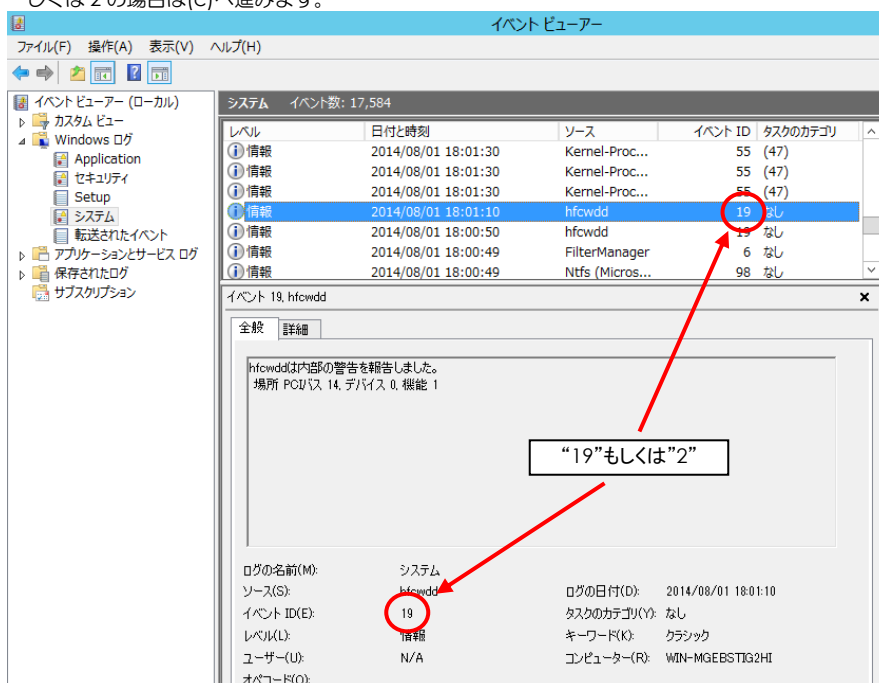 しくは 2 の場合は(C)へ進みます。
イベント ビューアー
ファイル(F) 操作(A) 表示(V) ヘルプ(H)
イベント ビューアー (ローカル)
カスタム ビュー
Windows ログ
Application
セキュリティ
Setup
システム
転送されたイベント
アプリケーションとサービス ログ
保存されたログ
サブスクリプション
システム イベント数: 17,584
レベル 日付と時刻 ソース イベント ID タスクのカテゴリ
情報 2014/08/01 18:01:30 Kernel-Proc... 55 (47)
情報 2014/08/01 18:01:30 Kernel-Proc... 55 (47)
情報 2014/08/01 18:01:30 Kernel-Proc... 55 (47)
情報 2014/08/01 18:01:10 hfcwdd 19 なし
情報 2014/08/01 18:00:50 hfcwdd 19 なし
情報 2014/08/01 18:00:49 FilterManager 6 なし
情報 2014/08/01 18:00:49 Ntfs (Micros... 98 なし
イベント 19, hfcwdd
全般 詳細
hfcwddは内部の警告を報告しました。
場所 PCIバス 14, デバイス 0, 機能 1
“19”もしくは”2”
ログの名前(M): システム
ソース(S): hfcwdd ログの日付(D): 2014/08/01 18:01:10
イベント ID(E): 19 タスクのカテゴリ(Y): なし
レベル(L): 情報 キーワード(K): クラシック
ユーザー(U): N/A コンピューター(R): WIN-MGEBSTIG2HI
オペコード(O):